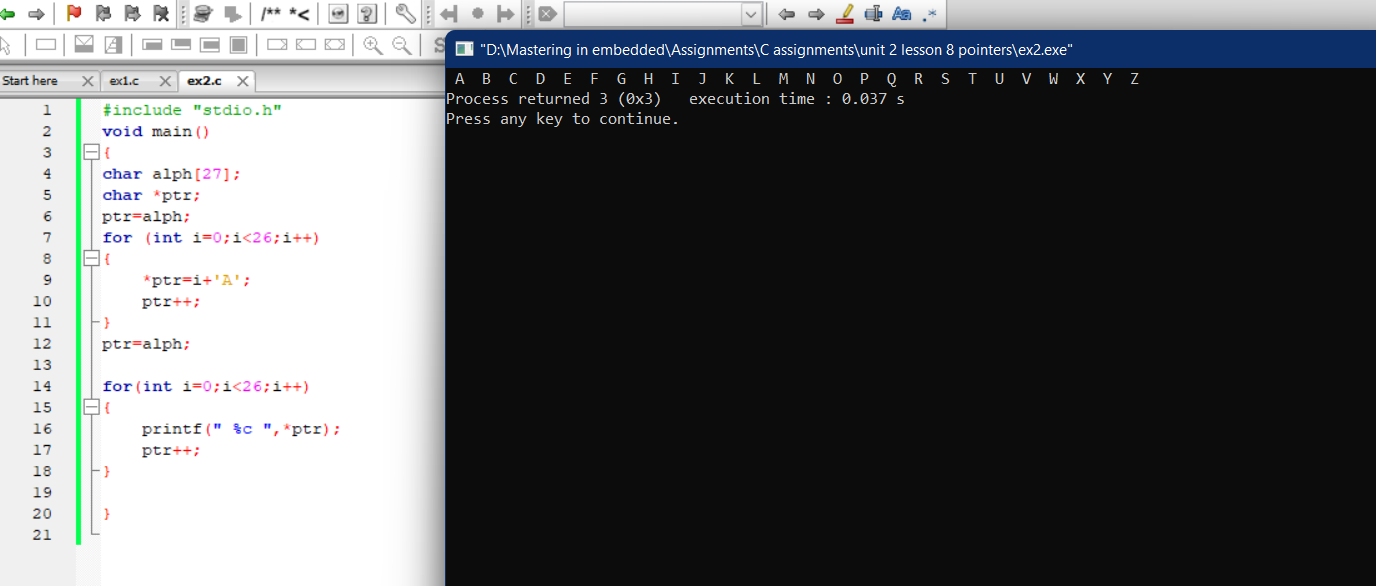 /** *<
Aa .*
S
"D:\Mastering in embedded\Assignments\C assignments\unit 2 lesson 8 pointers\ex2.exe"
Start here ex1.c ex2.c
1 #include "stdio.h"
2 void main()
3 {
4 char alph[27];
5 char *ptr;
6 ptr=alph;
7 for (int i=0;i<26;i++)
8 {
9 *ptr=i+'A';
10 ptr++;
11 }
12 ptr=alph;
13
14 for(int i=0;i<26;i++)
15 {
16 printf(" %c ",*ptr);
17 ptr++;
18 }
19
20 }
21
A B C D E F G H I J K L M N O P Q R S T U V W X Y Z
Process returned 3 (0x3) execution time : 0.037 s
Press any key to continue.